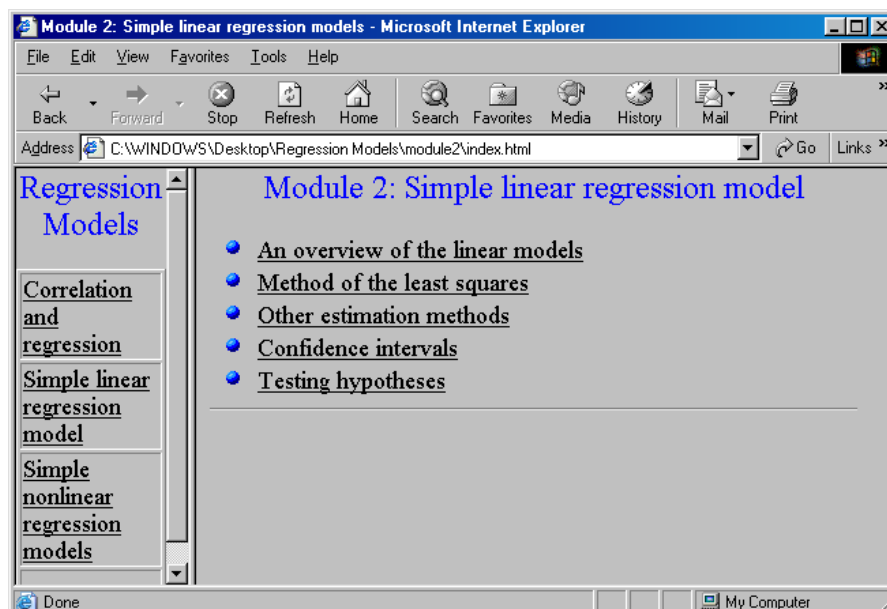 Module 2: Simple linear regression models - Microsoft Internet Explorer
File Edit View Favorites Tools Help
Back Forward Stop Refresh Home Search Favorites Media History Mail Print »
Address C:\WINDOWS\Desktop\Regression Models\module2\index.html Go Links »
Regression
Models
Correlation
and
regression
Simple linear
regression
model
Simple
nonlinear
regression
models
Module 2: Simple linear regression model
An overview of the linear models
Method of the least squares
Other estimation methods
Confidence intervals
Testing hypotheses
Done My Computer